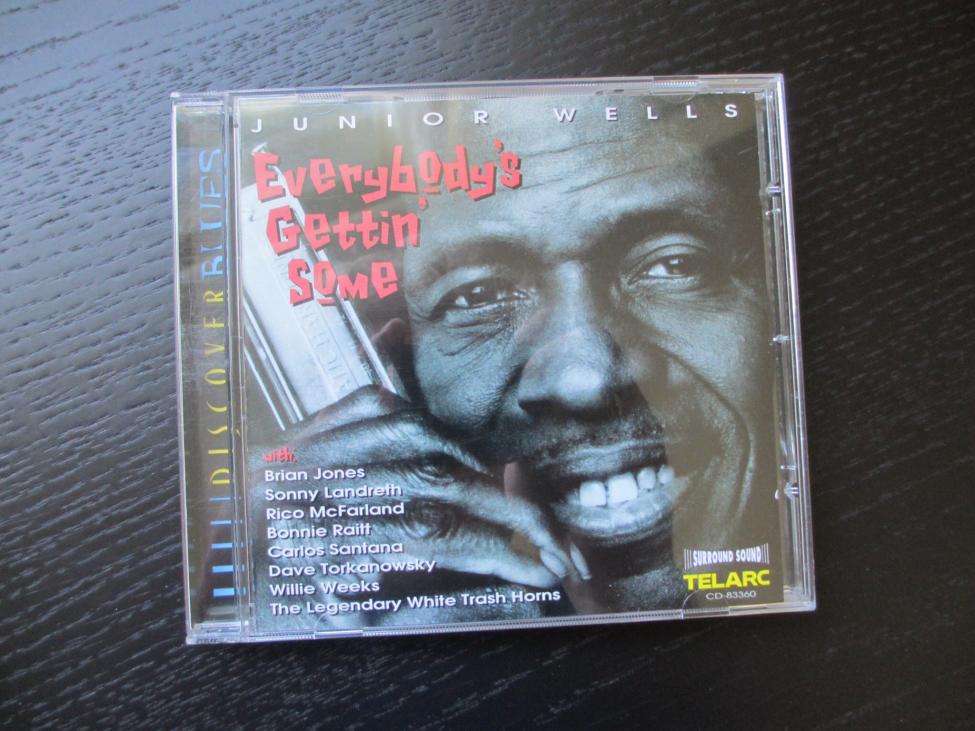 JUNIOR WELLS
Everybody's
Gettin'
Some
with:
Brian Jones
Sonny Landreth
Rico McFarland
Bonnie Raitt
Carlos Santana
Dave Torkanowsky
Willie Weeks
The Legendary White Trash Horns
SURROUND SOUND
TELARC
CD-83360
DISCOVER BLUES